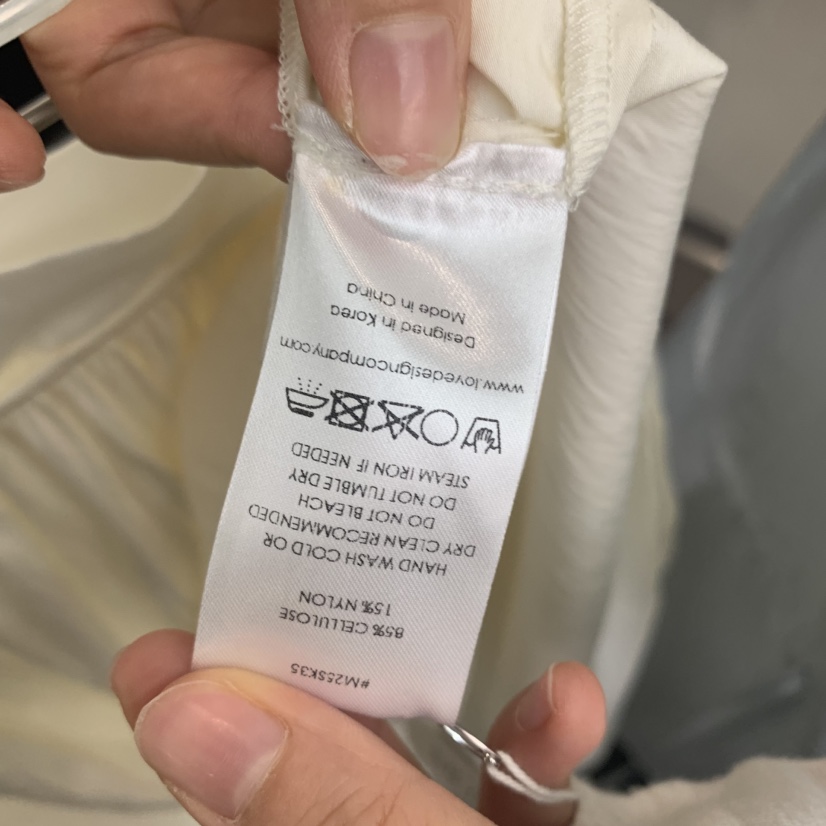 #M25SK35
85% CELLULOSE
15% NYLON
HAND WASH COLD OR
DRY CLEAN RECOMMENDED
DO NOT BLEACH
DO NOT TUMBLE DRY
STEAM IRON IF NEEDED
www.lovedesigncompany.com
Designed in Korea
Made in China